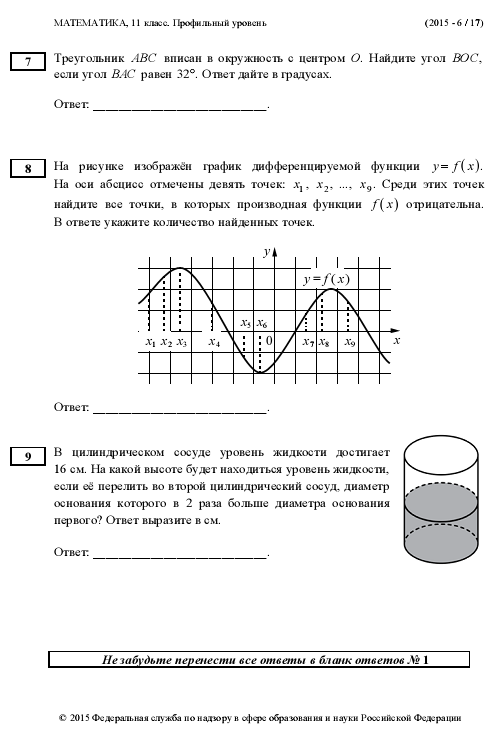 МАТЕМАТИКА, 11 класс. Профильный уровень (2015 - 6 / 17)
7
Треугольник ABC вписан в окружность с центром O. Найдите угол BOC,
если угол BAC равен 32°. Ответ дайте в градусах.
Ответ: ___________________________.
8
На рисунке изображён график дифференцируемой функции y = f(x).
На оси абсцисс отмечены девять точек: x₁, x₂, ..., x₉. Среди этих точек
найдите все точки, в которых производная функции f(x) отрицательна.
В ответе укажите количество найденных точек.
y
y = f(x)
x₅ x₆
x₁ x₂ x₃ x₄ 0 x₇ x₈ x₉ x
Ответ: ___________________________.
9
В цилиндрическом сосуде уровень жидкости достигает
16 см. На какой высоте будет находиться уровень жидкости,
если её перелить во второй цилиндрический сосуд, диаметр
основания которого в 2 раза больше диаметра основания
первого? Ответ выразите в см.
Ответ: ___________________________.
Не забудьте перенести все ответы в бланк ответов № 1
© 2015 Федеральная служба по надзору в сфере образования и науки Российской Федерации